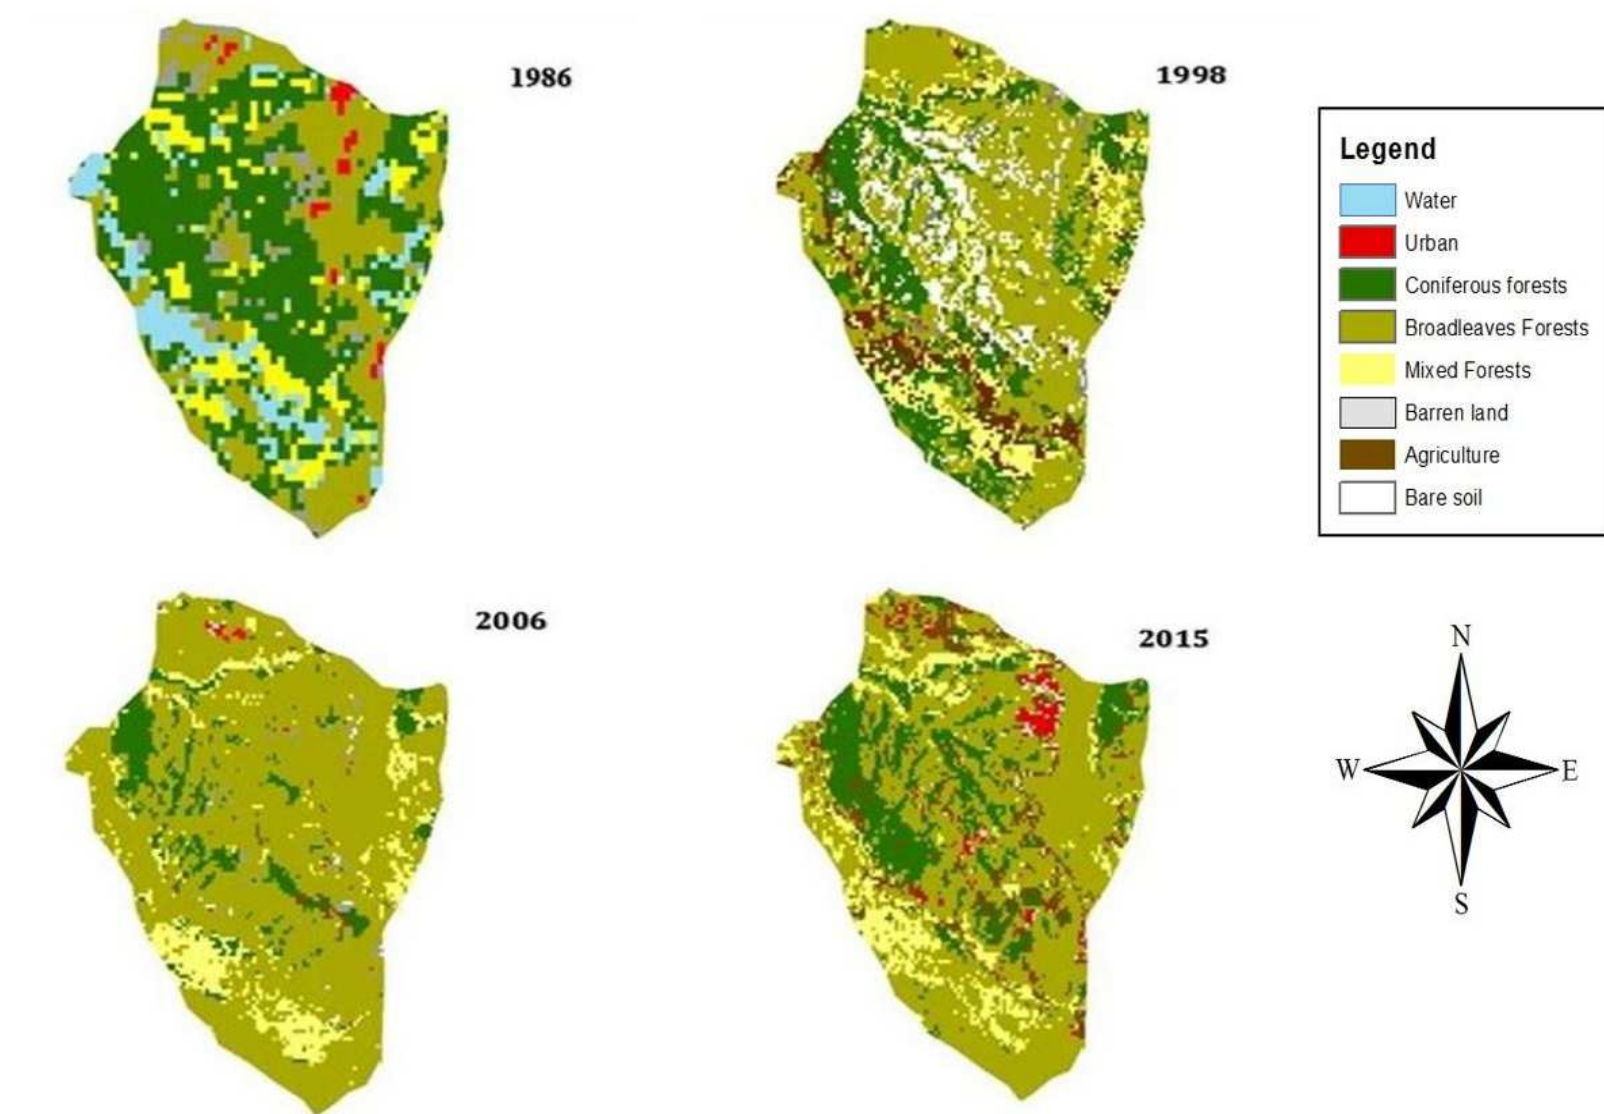 1986
1998
Legend
Water
Urban
Coniferous forests
Broadleaves Forests
Mixed Forests
Barren land
Agriculture
Bare soil
2006
2015
N
W E
S